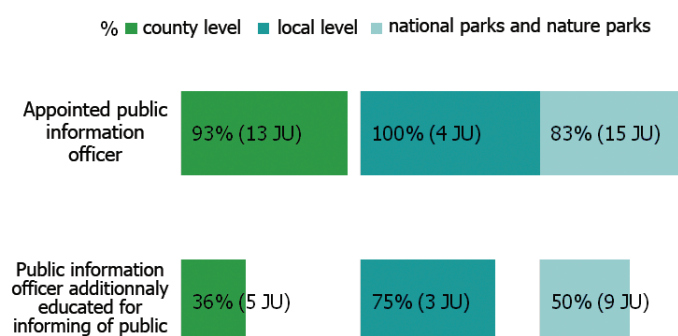 % county level local level national parks and nature parks
Appointed public
information
officer
93% (13 JU) 100% (4 JU) 83% (15 JU)
Public information
officer additionnaly
educated for
informing of public
36% (5 JU) 75% (3 JU) 50% (9 JU)